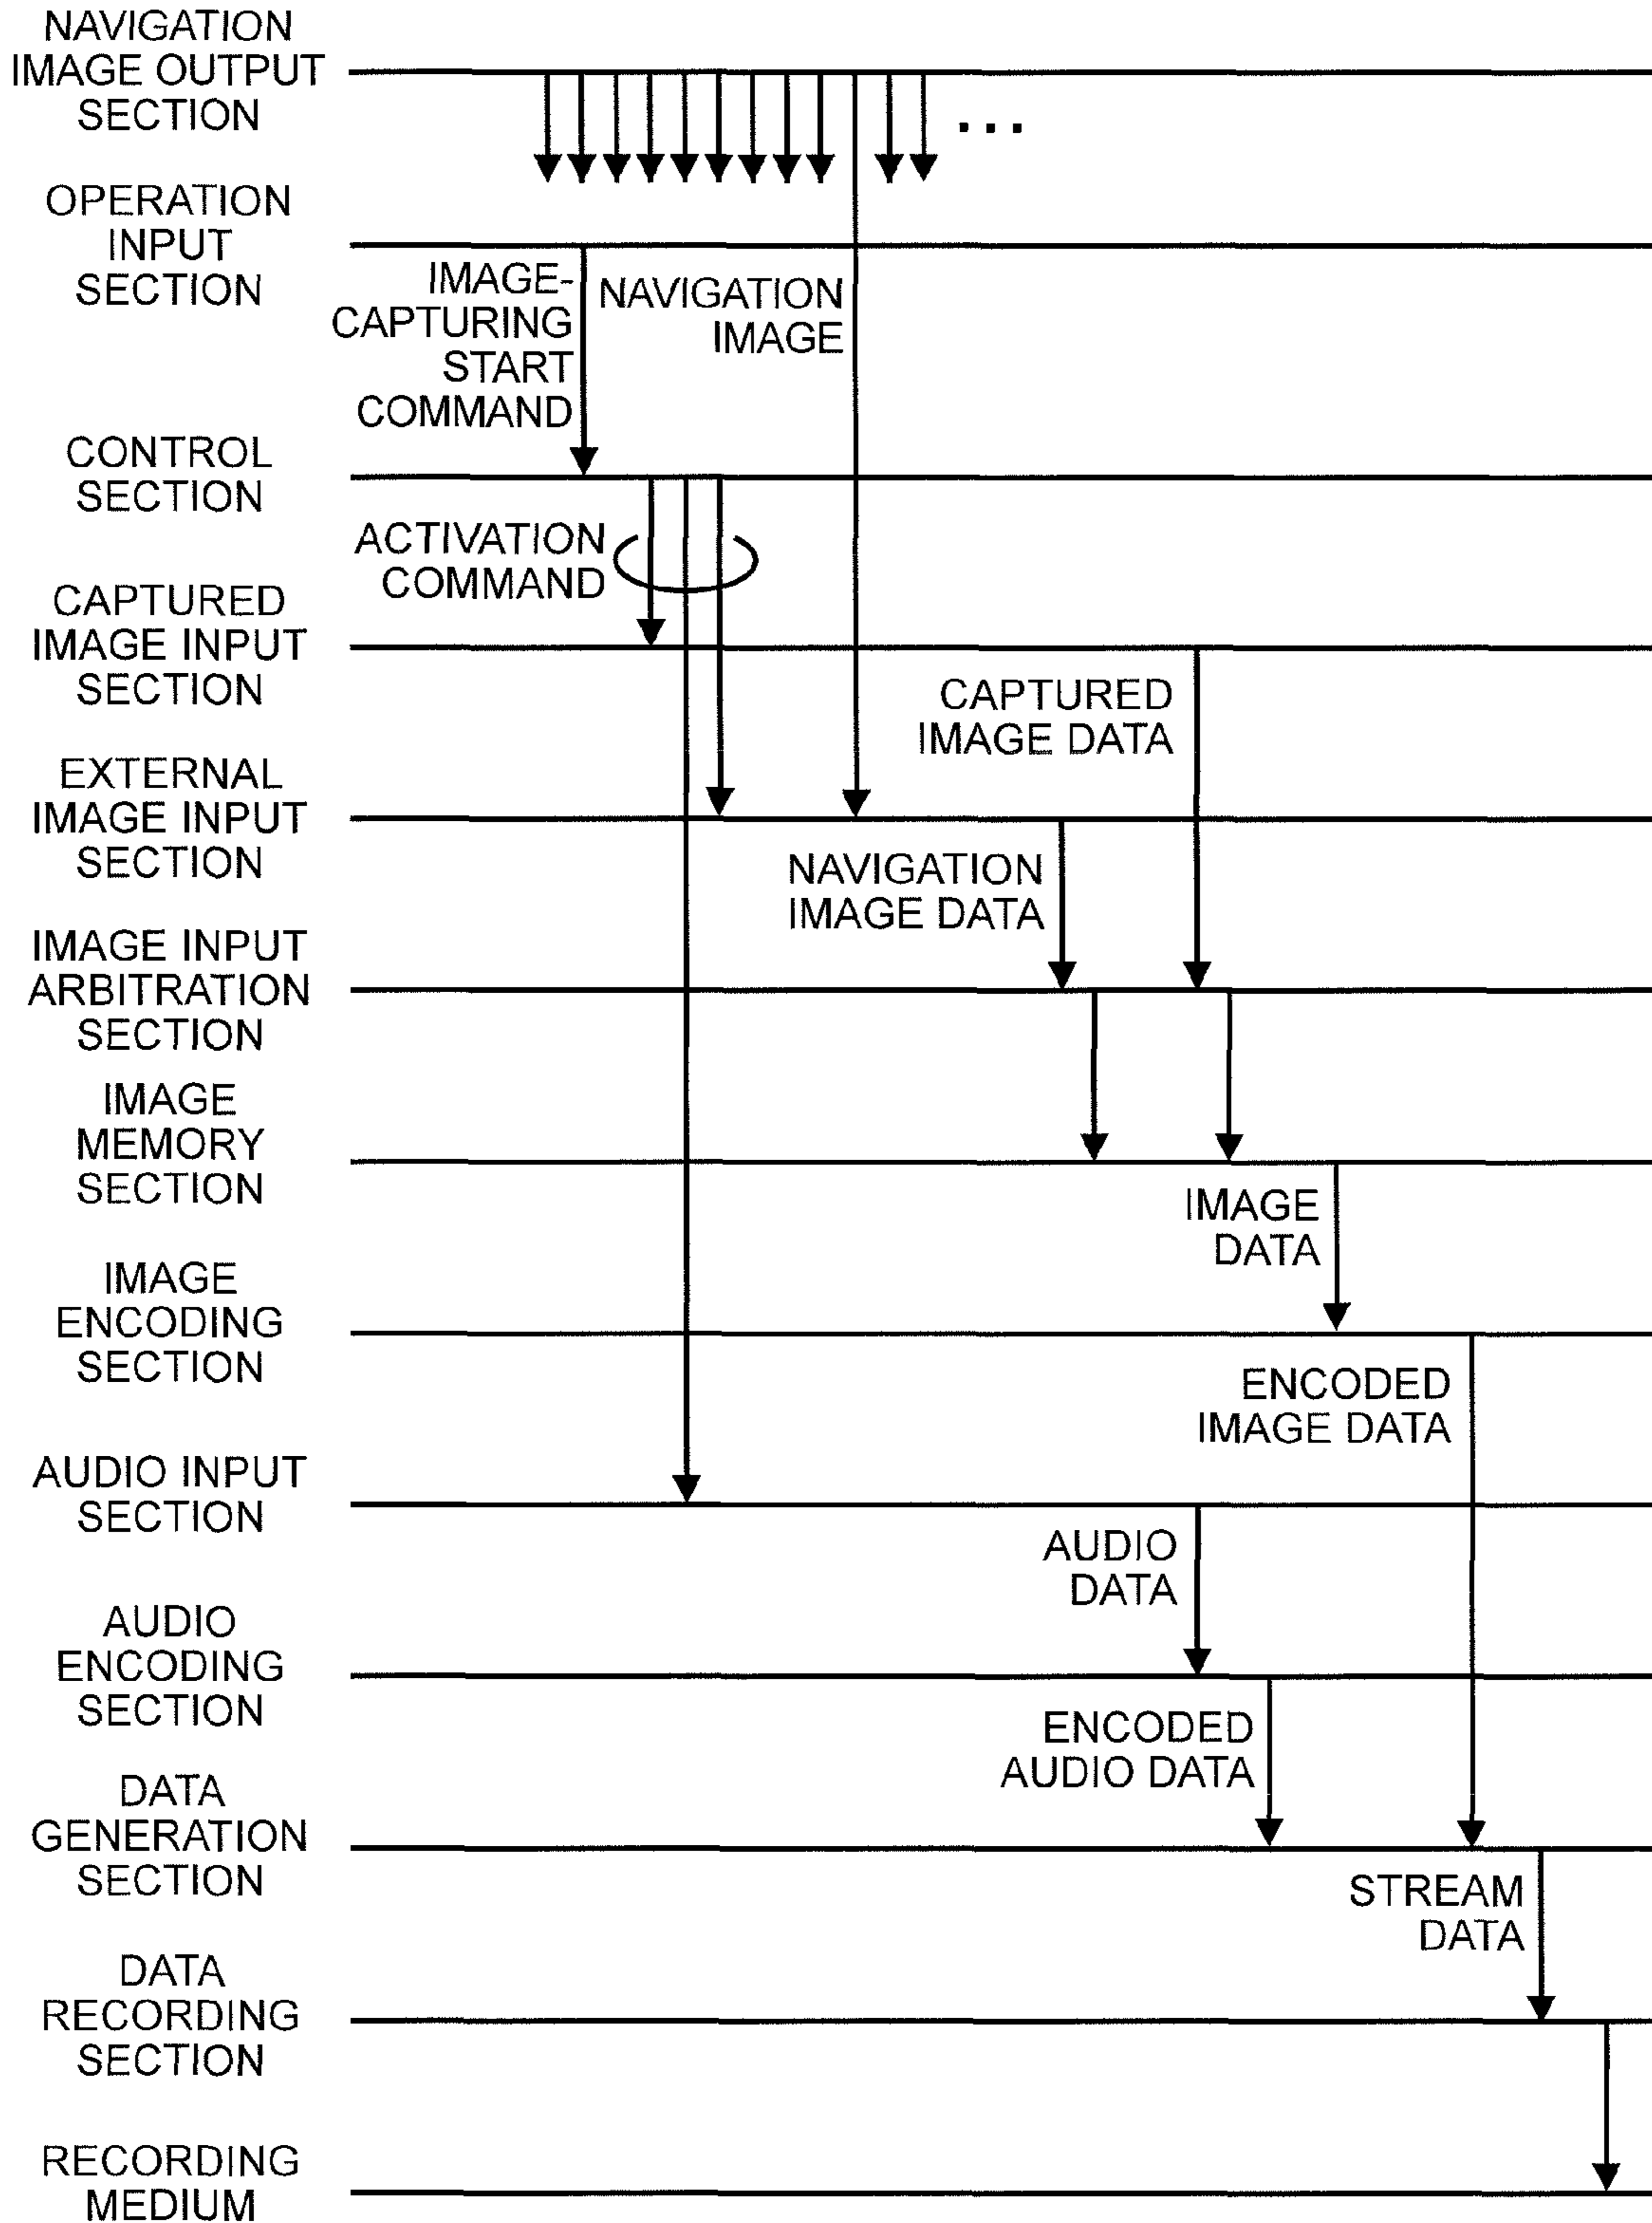 NAVIGATION
IMAGE OUTPUT
SECTION
...
OPERATION
INPUT
SECTION
IMAGE-
CAPTURING
START
COMMAND
NAVIGATION
IMAGE
CONTROL
SECTION
ACTIVATION
COMMAND
CAPTURED
IMAGE INPUT
SECTION
CAPTURED
IMAGE DATA
EXTERNAL
IMAGE INPUT
SECTION
NAVIGATION
IMAGE DATA
IMAGE INPUT
ARBITRATION
SECTION
IMAGE
MEMORY
SECTION
IMAGE
DATA
IMAGE
ENCODING
SECTION
ENCODED
IMAGE DATA
AUDIO INPUT
SECTION
AUDIO
DATA
AUDIO
ENCODING
SECTION
ENCODED
AUDIO DATA
DATA
GENERATION
SECTION
STREAM
DATA
DATA
RECORDING
SECTION
RECORDING
MEDIUM